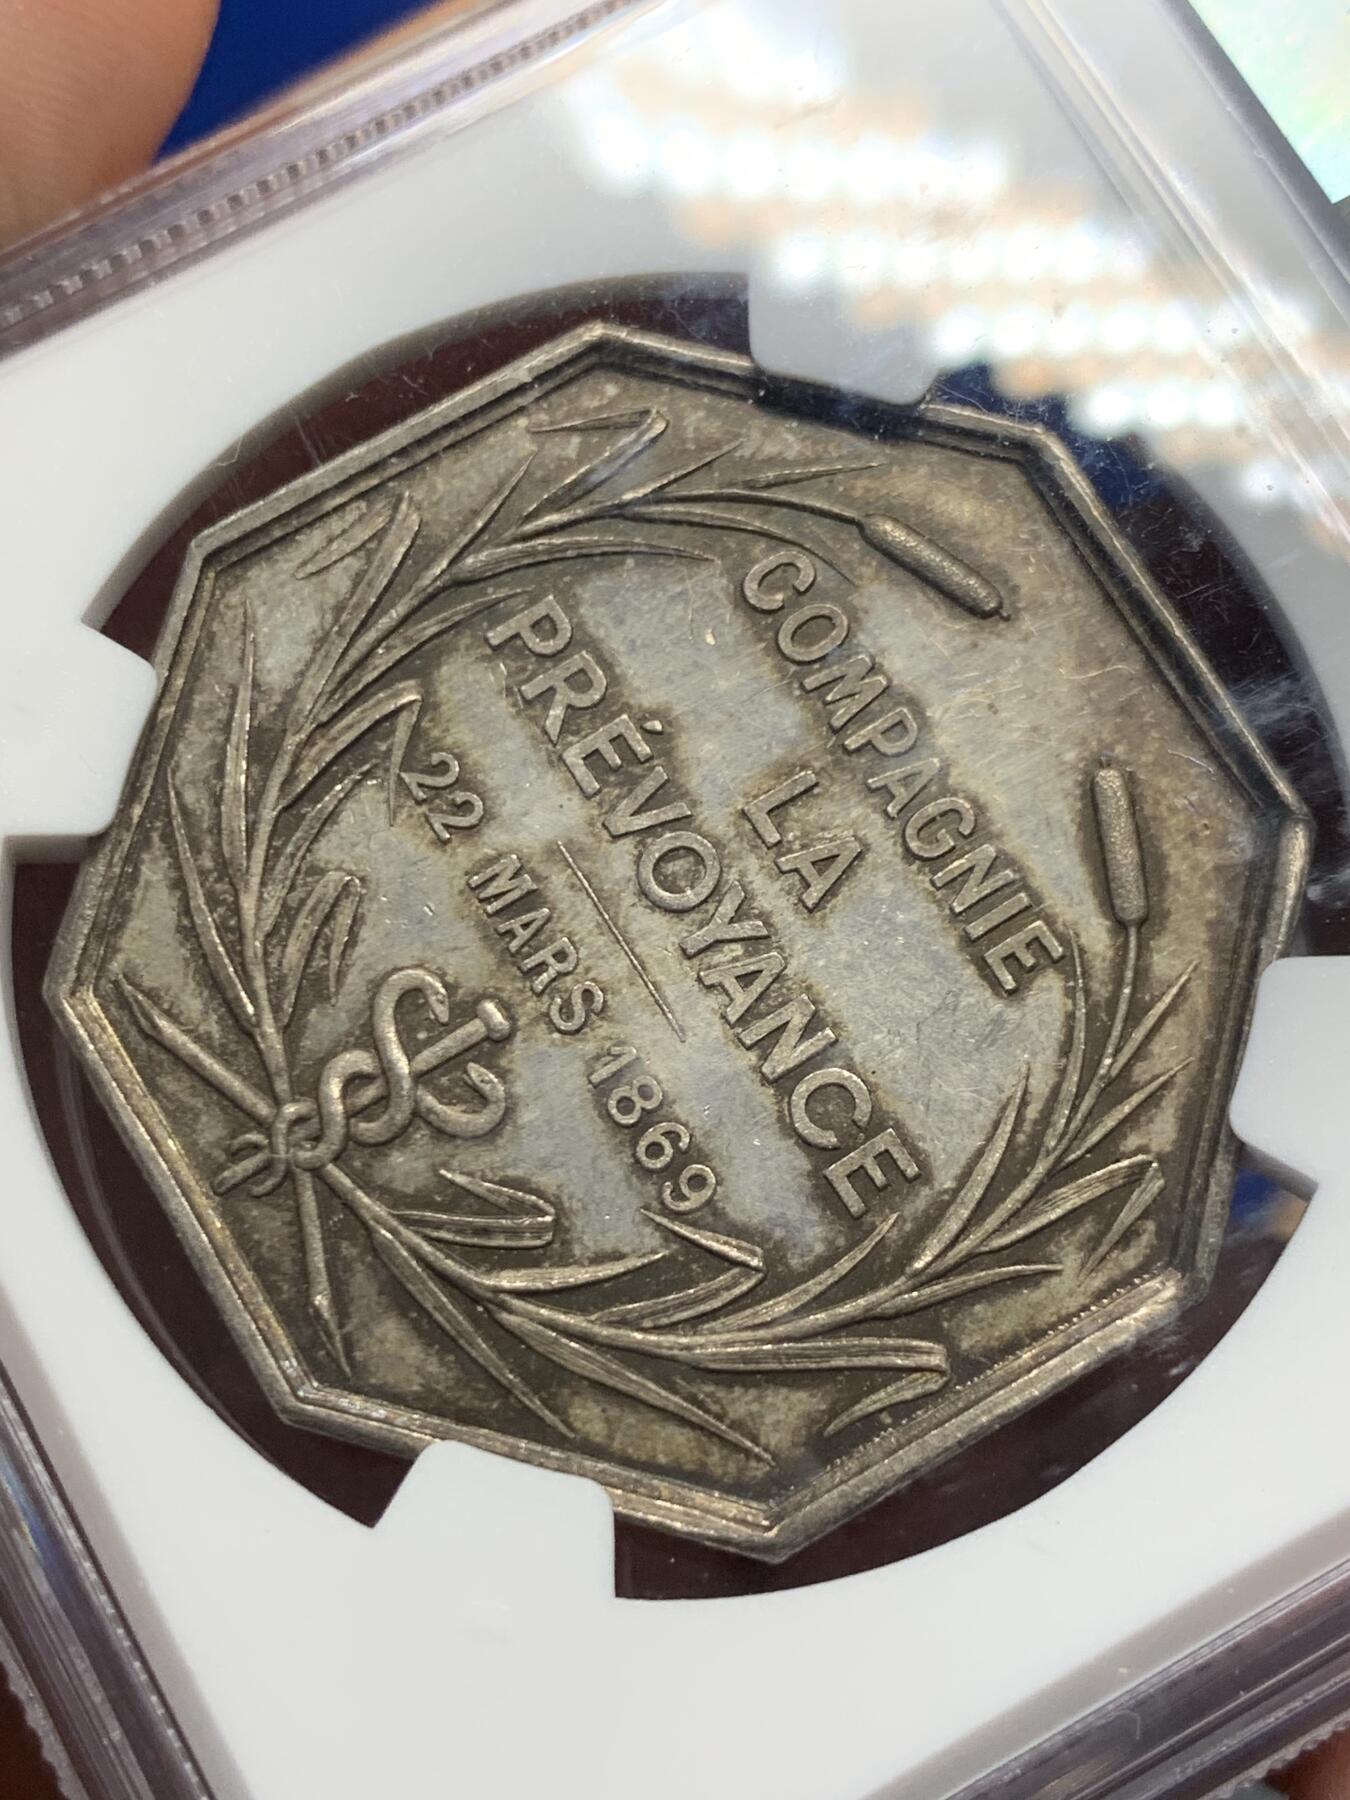 COMPAGNIE
LA
PRÉVOYANCE
22 MARS 1869